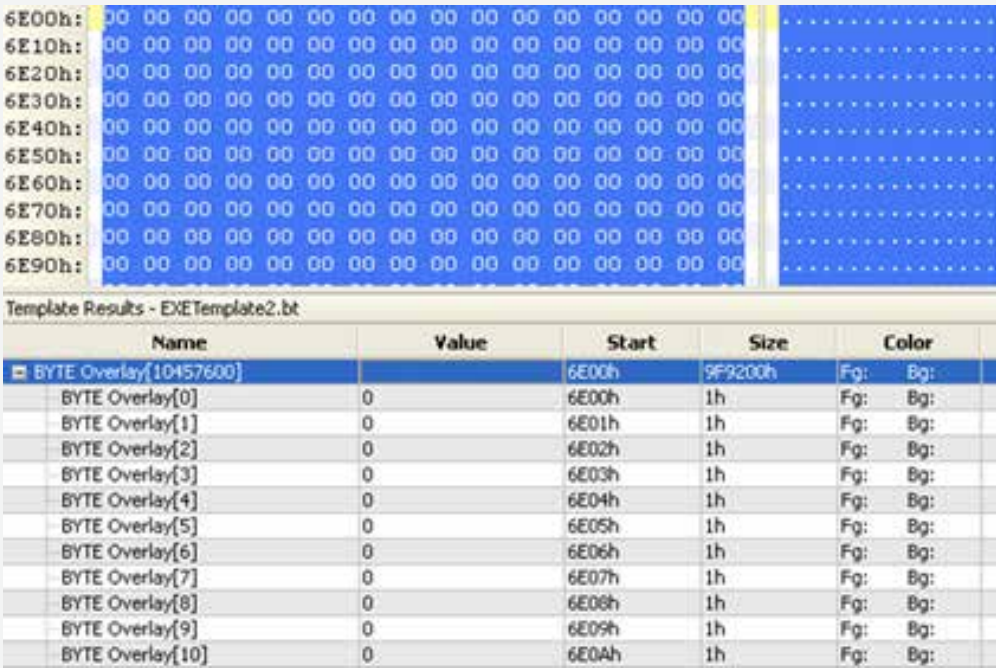 6E00h: 00 00 00 00 00 00 00 00 00 00 00 00 00 00 00 00 ................
6E10h: 00 00 00 00 00 00 00 00 00 00 00 00 00 00 00 00 ................
6E20h: 00 00 00 00 00 00 00 00 00 00 00 00 00 00 00 00 ................
6E30h: 00 00 00 00 00 00 00 00 00 00 00 00 00 00 00 00 ................
6E40h: 00 00 00 00 00 00 00 00 00 00 00 00 00 00 00 00 ................
6E50h: 00 00 00 00 00 00 00 00 00 00 00 00 00 00 00 00 ................
6E60h: 00 00 00 00 00 00 00 00 00 00 00 00 00 00 00 00 ................
6E70h: 00 00 00 00 00 00 00 00 00 00 00 00 00 00 00 00 ................
6E80h: 00 00 00 00 00 00 00 00 00 00 00 00 00 00 00 00 ................
6E90h: 00 00 00 00 00 00 00 00 00 00 00 00 00 00 00 00 ................
Template Results - EXETemplate2.bt
Name Value Start Size Color
BYTE Overlay[10457600] 6E00h 9F9200h Fg: Bg:
BYTE Overlay[0] 0 6E00h 1h Fg: Bg:
BYTE Overlay[1] 0 6E01h 1h Fg: Bg:
BYTE Overlay[2] 0 6E02h 1h Fg: Bg:
BYTE Overlay[3] 0 6E03h 1h Fg: Bg:
BYTE Overlay[4] 0 6E04h 1h Fg: Bg:
BYTE Overlay[5] 0 6E05h 1h Fg: Bg:
BYTE Overlay[6] 0 6E06h 1h Fg: Bg:
BYTE Overlay[7] 0 6E07h 1h Fg: Bg:
BYTE Overlay[8] 0 6E08h 1h Fg: Bg:
BYTE Overlay[9] 0 6E09h 1h Fg: Bg:
BYTE Overlay[10] 0 6E0Ah 1h Fg: Bg: